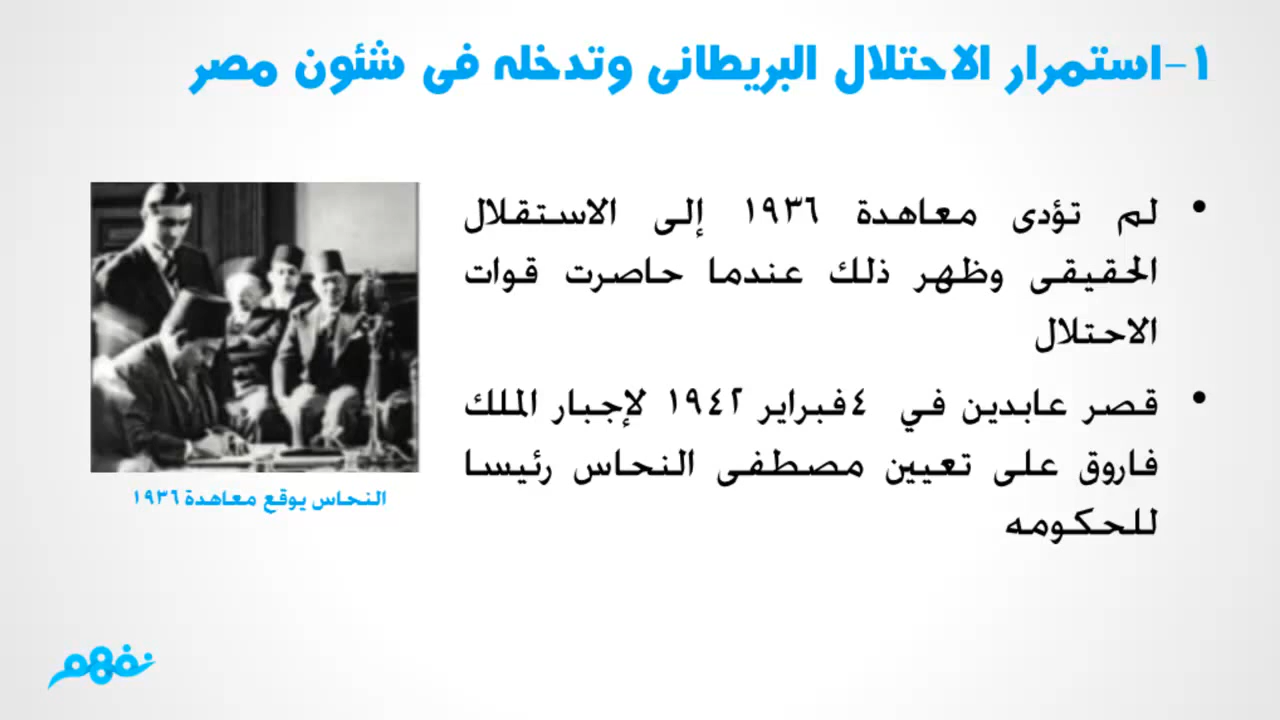 ١-استمرار الاحتلال البريطانى وتدخله فى شئون مصر
• لم تؤدى معاهدة ١٩٣٦ إلى الاستقلال
الحقيقى وظهر ذلك عندما حاصرت قوات
الاحتلال
• قصر عابدين في ٤فبراير ١٩٤٢ لإجبار الملك
فاروق على تعيين مصطفى النحاس رئيسا
للحكومه
النحاس يوقع معاهدة ١٩٣٦
نفهم